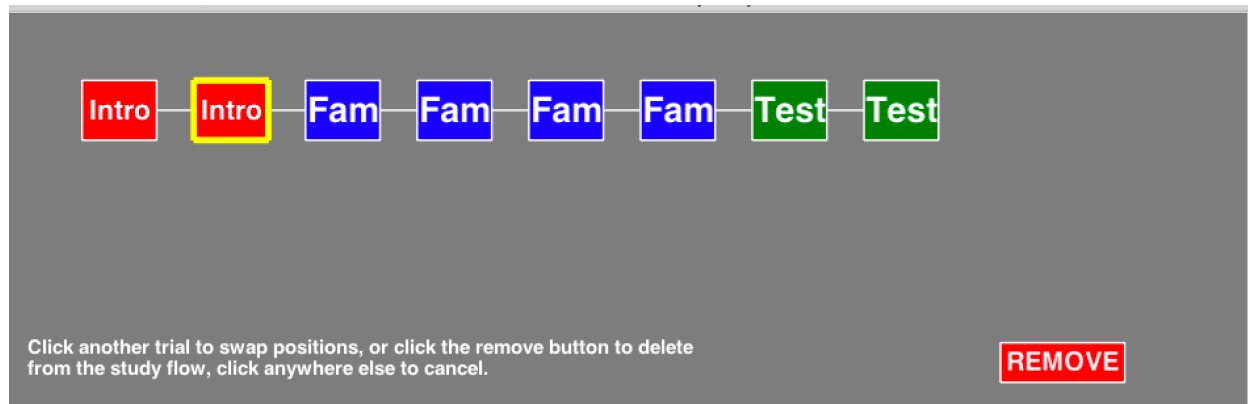 Intro Intro Fam Fam Fam Fam Test Test
Click another trial to swap positions, or click the remove button to delete
from the study flow, click anywhere else to cancel.
REMOVE